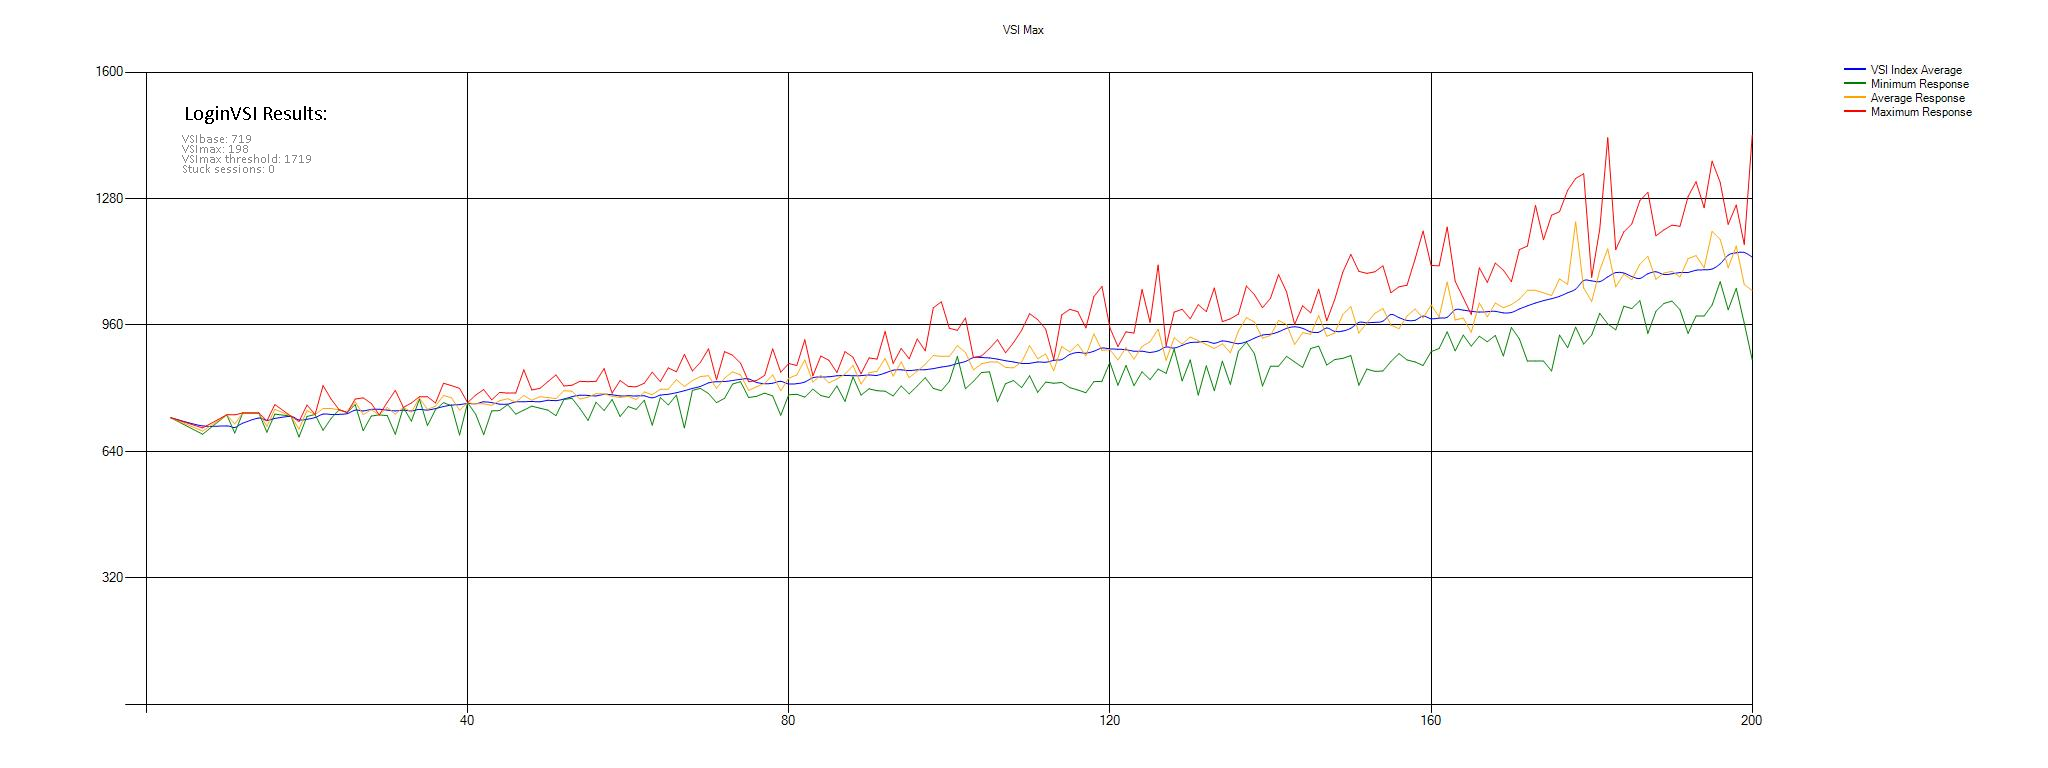 VSI Max
1600
1280
960
640
320
40
80
120
160
200
LoginVSI Results:
VSIbase: 719
VSImax: 198
VSImax threshold: 1719
Stuck sessions: 0
VSI Index Average
Minimum Response
Average Response
Maximum Response